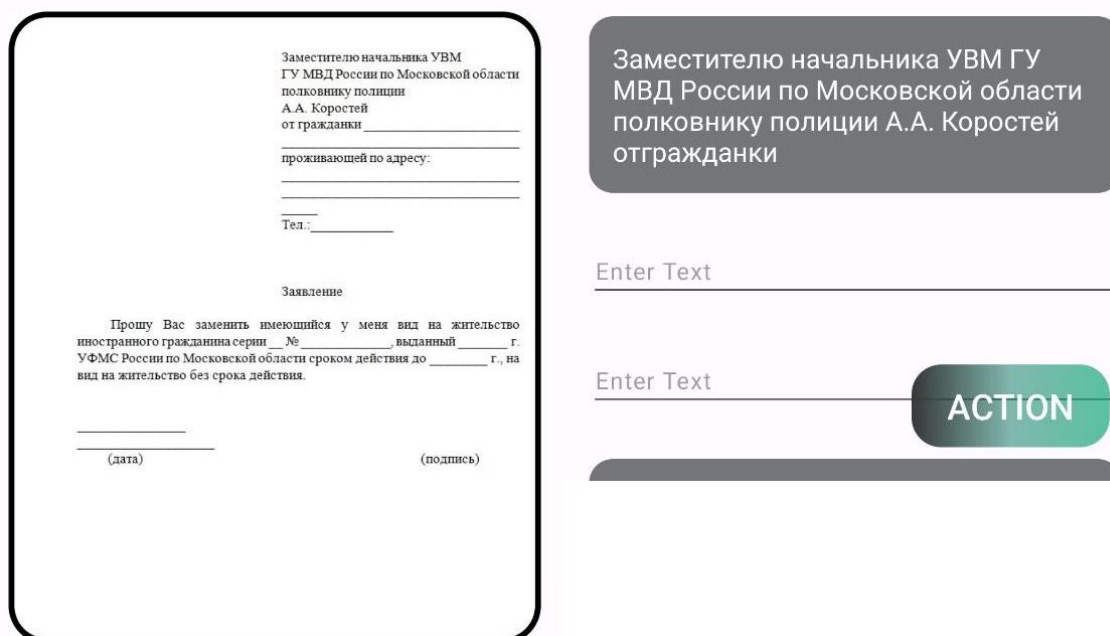 Заместителю начальника УВМ
ГУ МВД России по Московской области
полковнику полиции
А.А. Коростей
от гражданки ____________
проживающей по адресу:
Тел.:____________
Заявление
Прошу Вас заменить имеющийся у меня вид на жительство
иностранного гражданина серии __ № ____________, выданный _______ г.
УФМС России по Московской области сроком действия до ________ г., на
вид на жительство без срока действия.
(дата) (подпись)
Заместителю начальника УВМ ГУ
МВД России по Московской области
полковнику полиции А.А. Коростей
отгражданки
Enter Text
Enter Text
ACTION